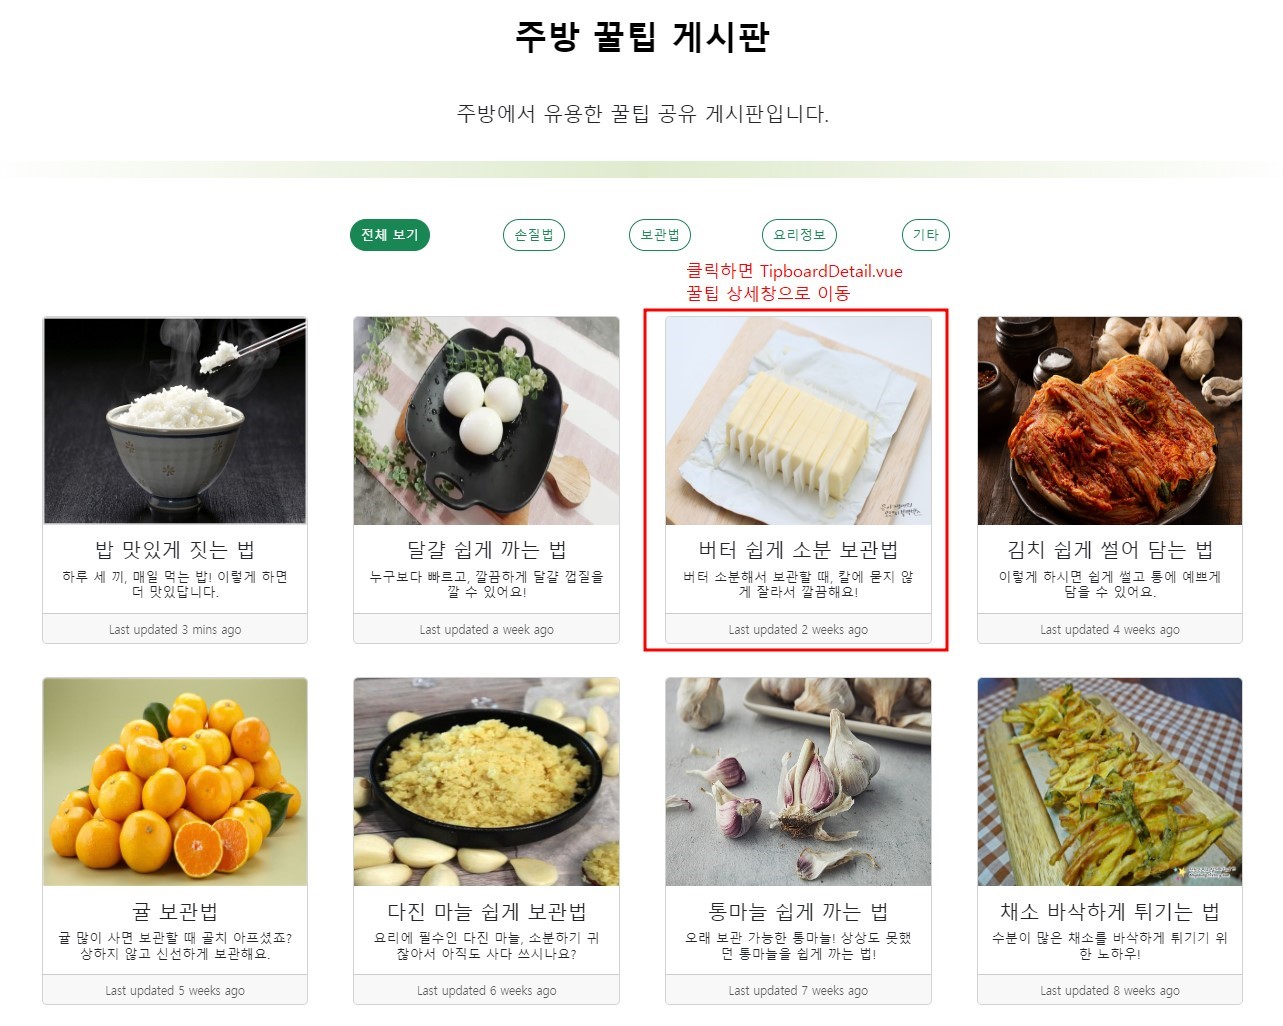 주방 꿀팁 게시판
주방에서 유용한 꿀팁 공유 게시판입니다.
전체 보기
손질법
보관법
요리정보
기타
클릭하면 TipboardDetail.vue
꿀팁 상세창으로 이동
밥 맛있게 짓는 법
하루 세 끼, 매일 먹는 밥! 이렇게 하면
더 맛있답니다.
Last updated 3 mins ago
달걀 쉽게 까는 법
누구보다 빠르고, 깔끔하게 달걀 껍질을
깔 수 있어요!
Last updated a week ago
버터 쉽게 소분 보관법
버터 소분해서 보관할 때, 칼에 묻지 않
게 잘라서 깔끔해요!
Last updated 2 weeks ago
김치 쉽게 썰어 담는 법
이렇게 하시면 쉽게 썰고 통에 예쁘게
담을 수 있어요.
Last updated 4 weeks ago
귤 보관법
귤 많이 사면 보관할 때 골치 아프셨죠?
상하지 않고 신선하게 보관해요.
Last updated 5 weeks ago
다진 마늘 쉽게 보관법
요리에 필수인 다진 마늘, 소분하기 귀
찮아서 아직도 사다 쓰시나요?
Last updated 6 weeks ago
통마늘 쉽게 까는 법
오래 보관 가능한 통마늘! 상상도 못했
던 통마늘을 쉽게 까는 법!
Last updated 7 weeks ago
채소 바삭하게 튀기는 법
수분이 많은 채소를 바삭하게 튀기기 위
한 노하우!
Last updated 8 weeks ago